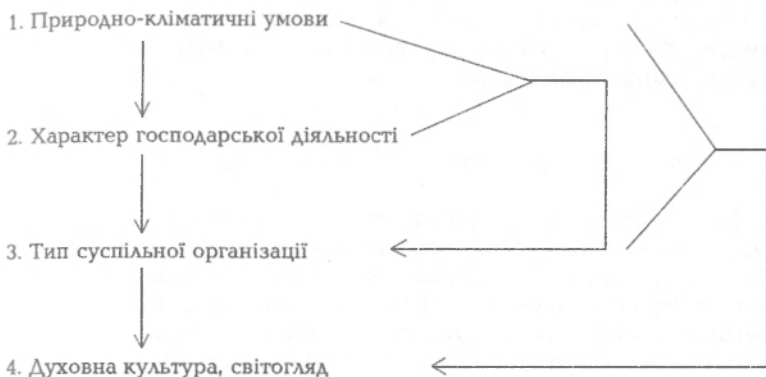 1. Природно-кліматичні умови
2. Характер господарської діяльності
3. Тип суспільної організації
4. Духовна культура, світогляд